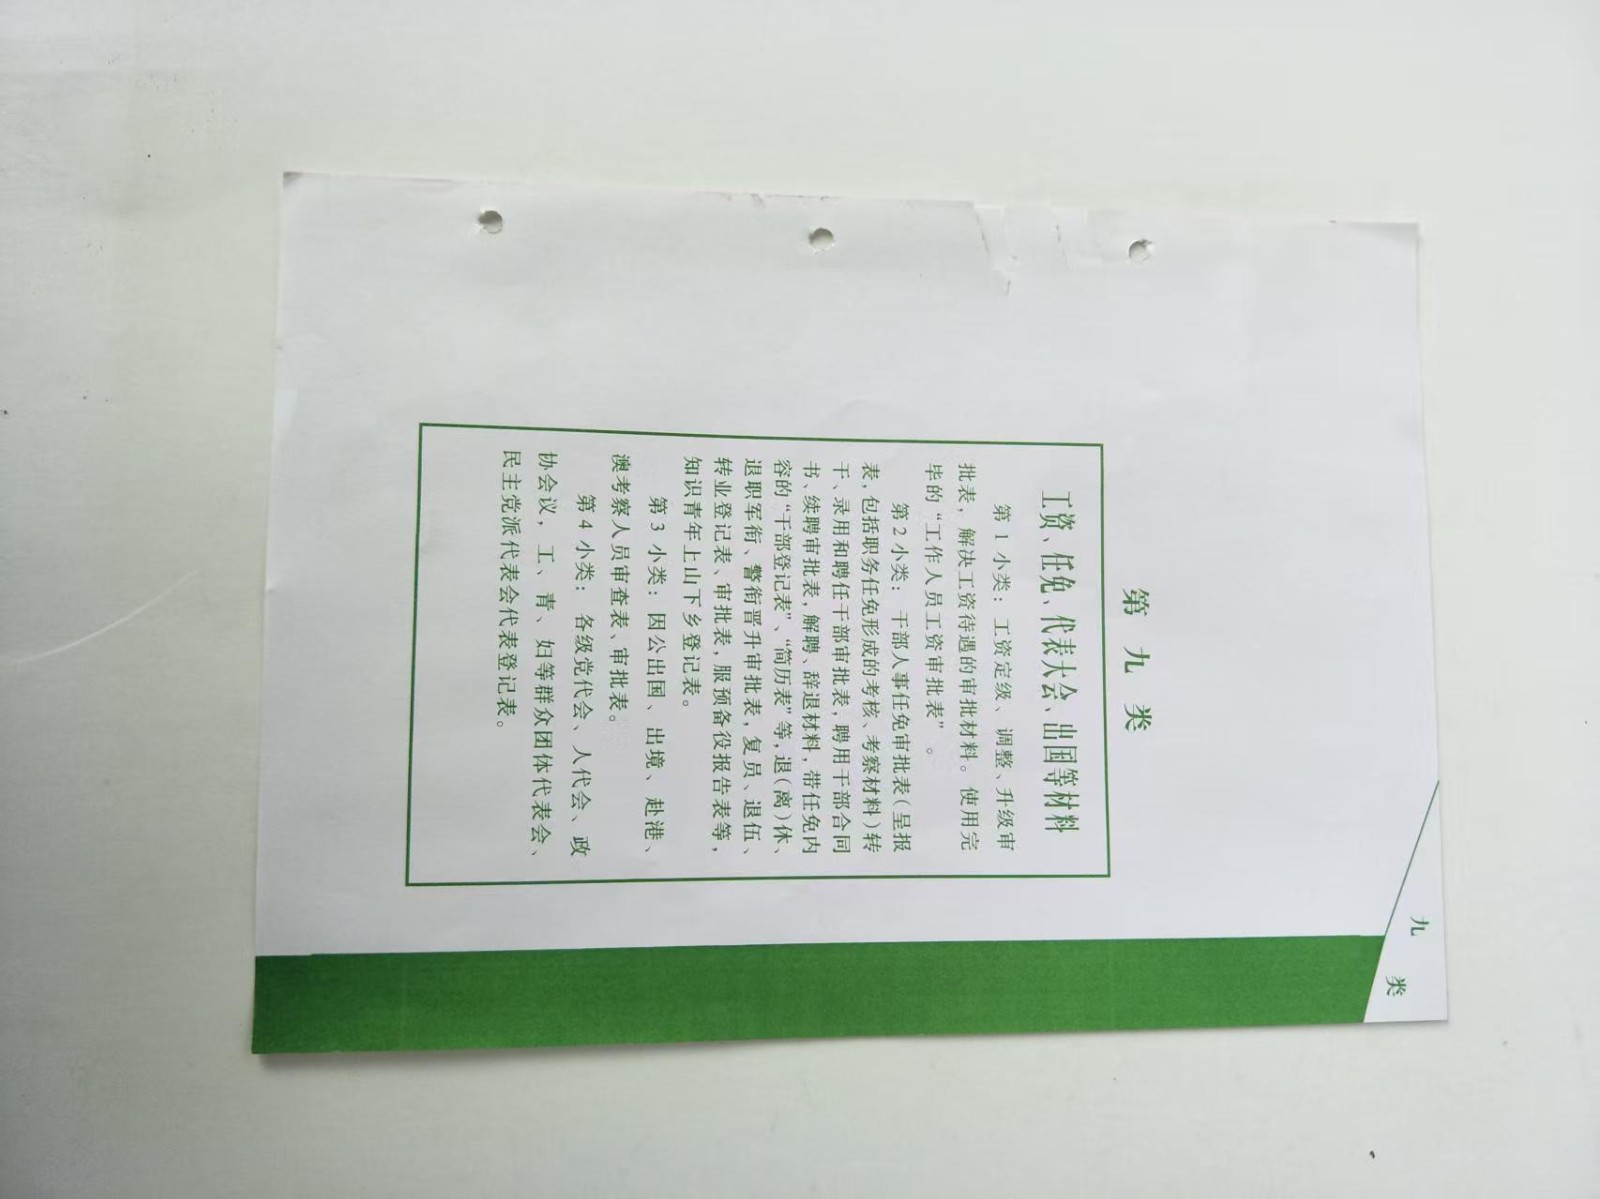 第九类
工资、任免、代表大会、出国等材料
第1小类：工资定级、调整、升级审
批表，解决工资待遇的审批材料。使用完
毕的“工作人员工资审批表”。
第2小类：干部人事任免审批表（呈报
表，包括职务任免形成的考核、考察材料）转
干、录用和聘任干部审批表，聘用干部合同
书、续聘审批表，解聘、辞退材料，带任免内
容的“干部登记表”、“简历表”等，退（离）休、
退职军衔、警衔晋升审批表，复员、退伍、
转业登记表、审批表，服预备役报告表等，
知识青年上山下乡登记表。
第3小类：因公出国、出境、赴港、
澳考察人员审查表、审批表。
第4小类：各级党代会、人代会、政
协会议，工、青、妇等群众团体代表会、
民主党派代表会代表登记表。
九类